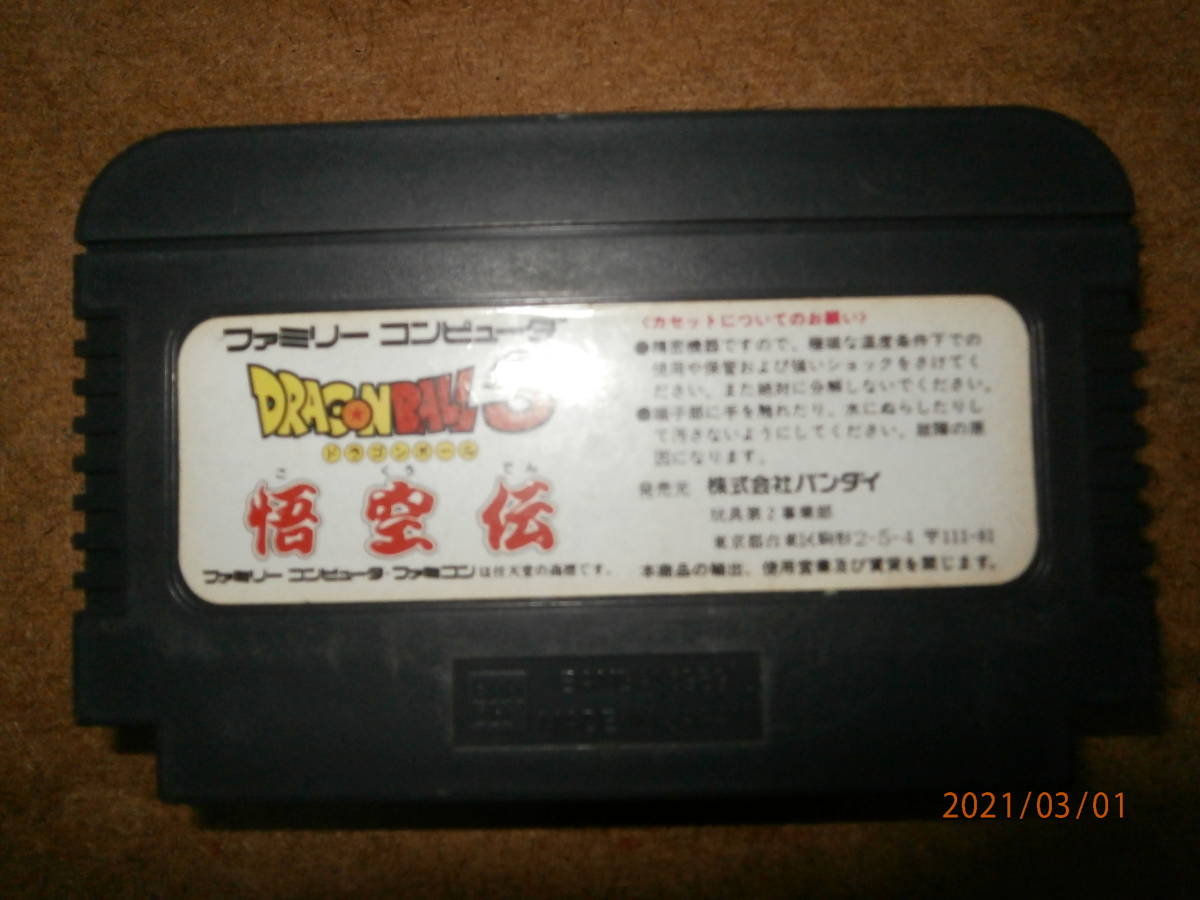 ファミリー コンピュータ
DRAGON BALL 3
ドラゴンボール
ご くう でん
悟空伝
ファミリー コンピュータ・ファミコンは任天堂の商標です。
〈カセットについてのお願い〉
●精密機器ですので、極端な温度条件下での
使用や保管および強いショックをさけてく
ださい。また絶対に分解しないでください。
●端子部に手を触れたり、水にぬらしたりし
て汚さないようにしてください。故障の原
因になります。
発売元 株式会社バンダイ
玩具第2事業部
東京都台東区駒形2-5-4 〒111-81
本商品の輸出、使用営業及び賃貸を禁じます。
BANDAI 1989
MADE IN JAPAN
2021/03/01